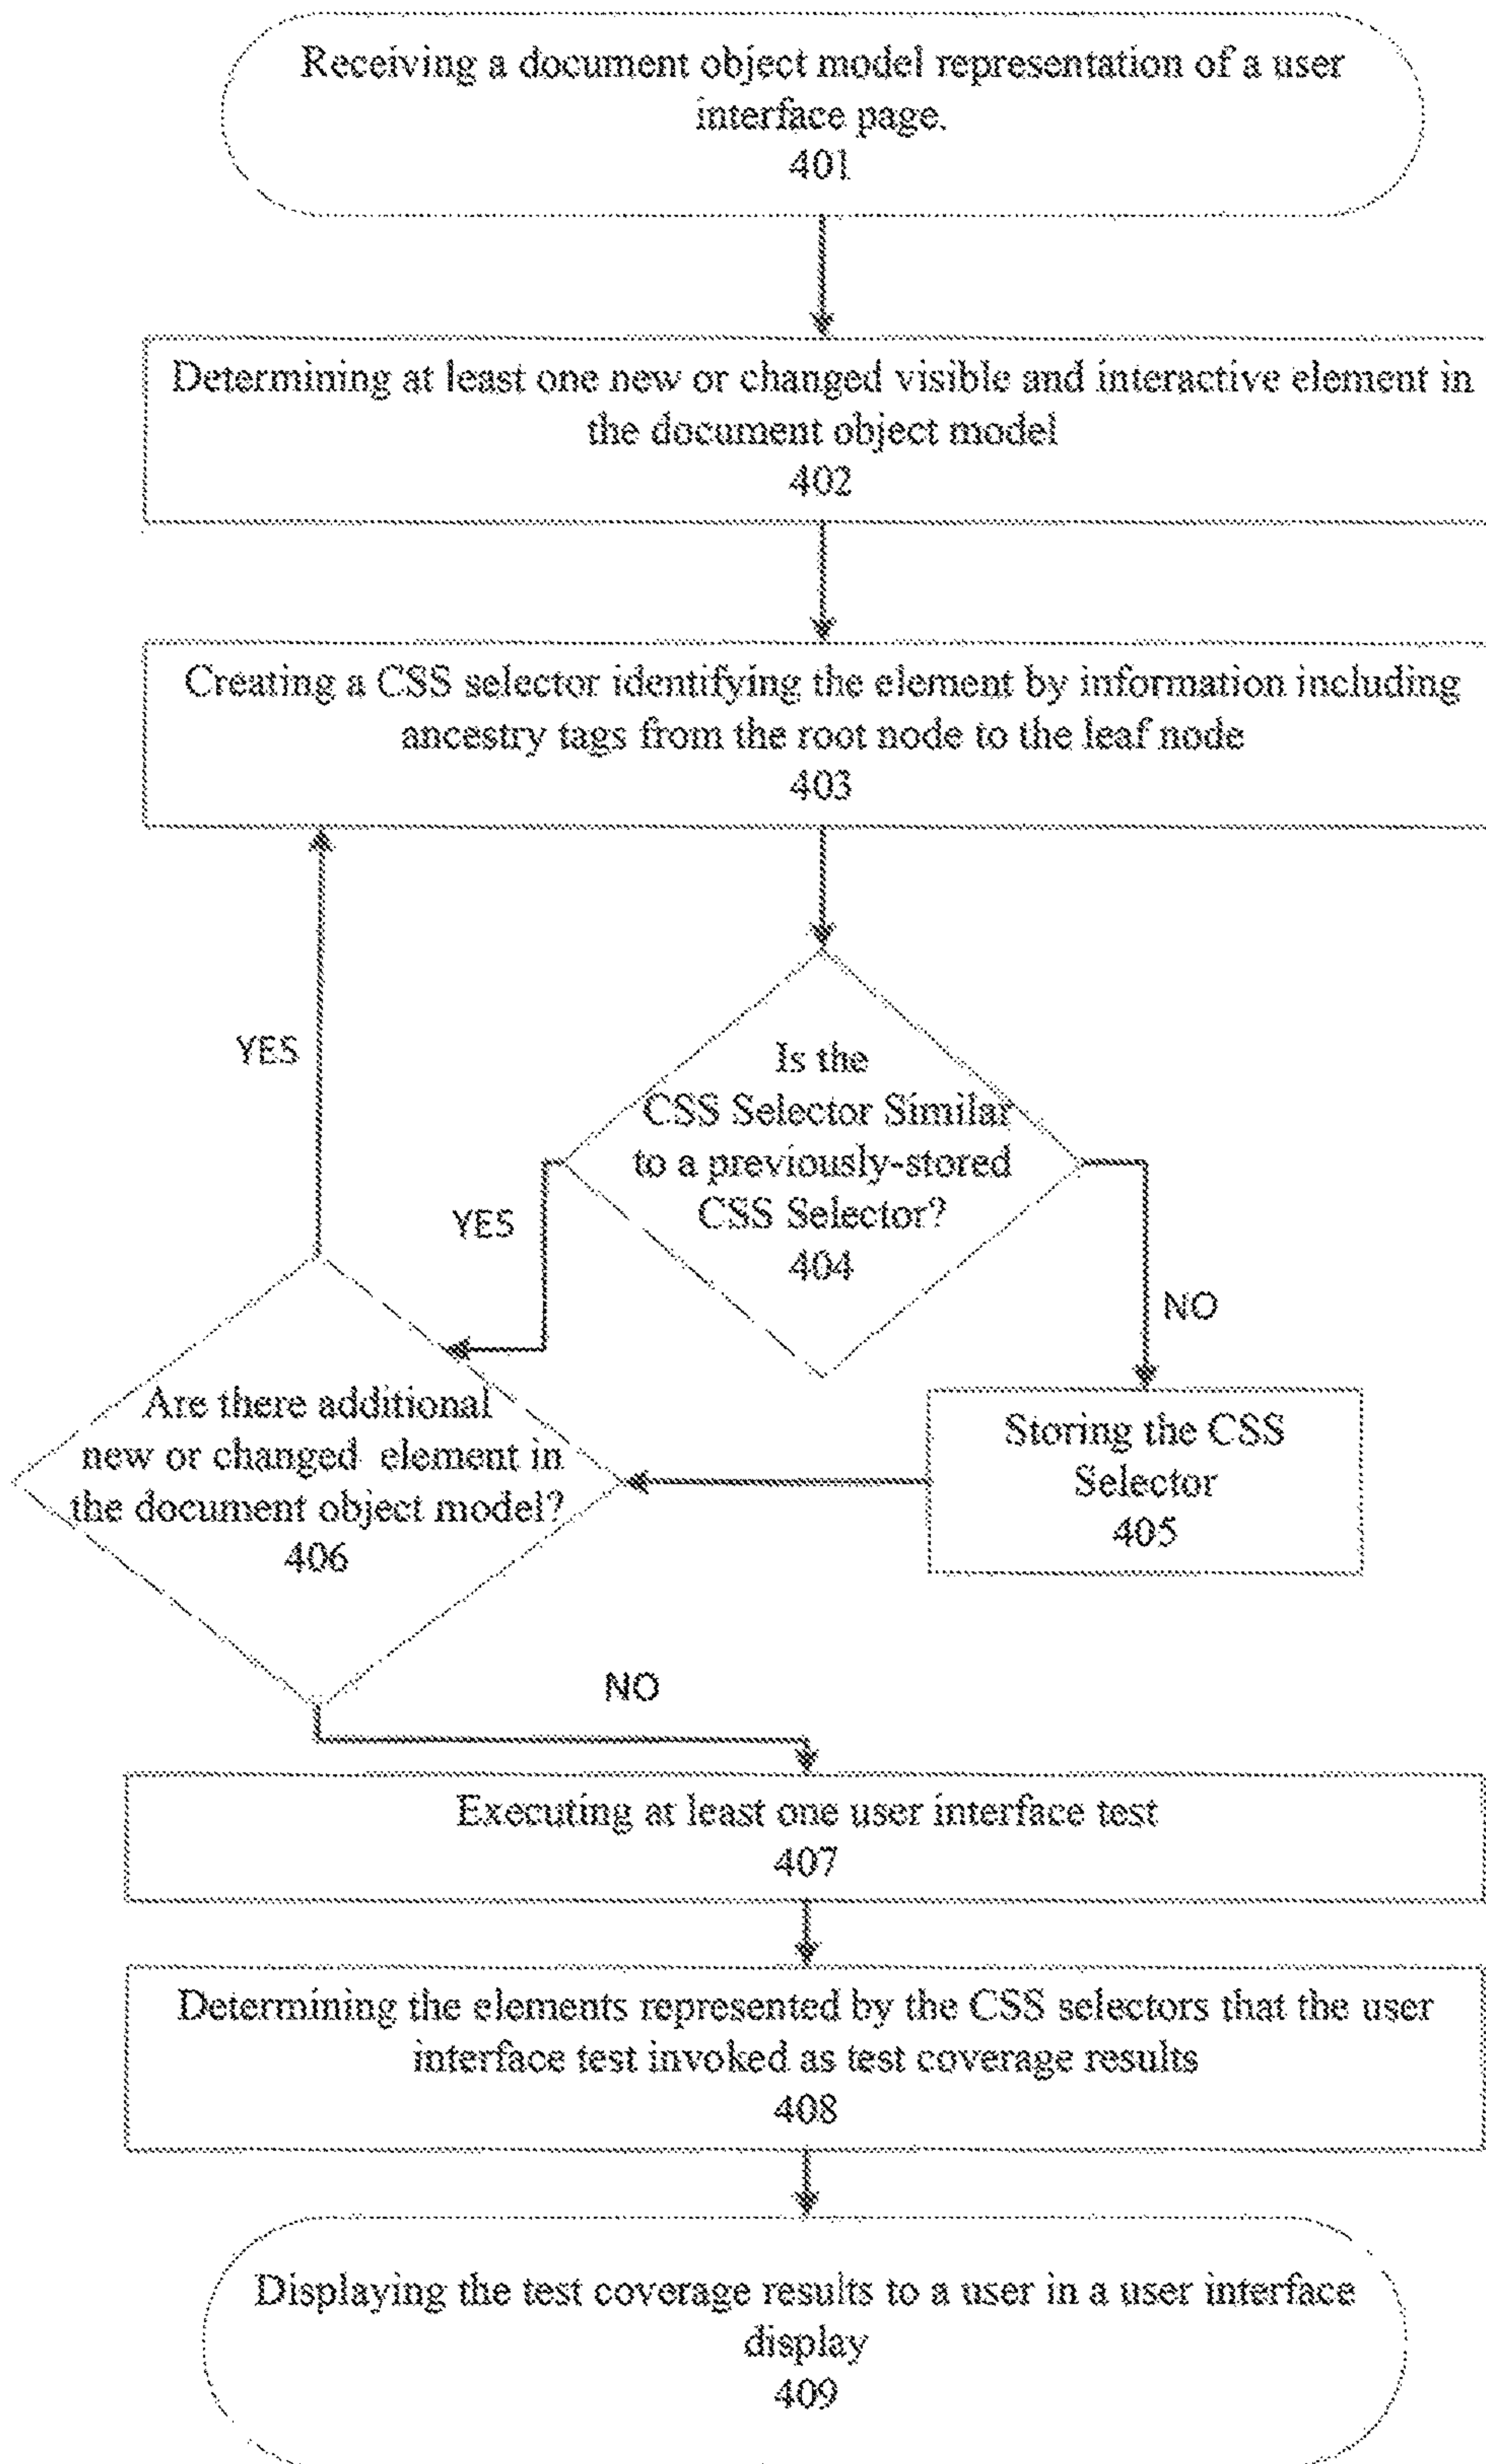 Receiving a document object model representation of a user
interface page.
401
Determining at least one new or changed visible and interactive element in
the document object model
402
Creating a CSS selector identifying the element by information including
ancestry tags from the root node to the leaf node
403
YES
Is the
CSS Selector Similar
to a previously-stored
CSS Selector?
404
YES
NO
Are there additional
new or changed element in
the document object model?
406
Storing the CSS
Selector
405
NO
Executing at least one user interface test
407
Determining the elements represented by the CSS selectors that the user
interface test invoked as test coverage results
408
Displaying the test coverage results to a user in a user interface
display
409